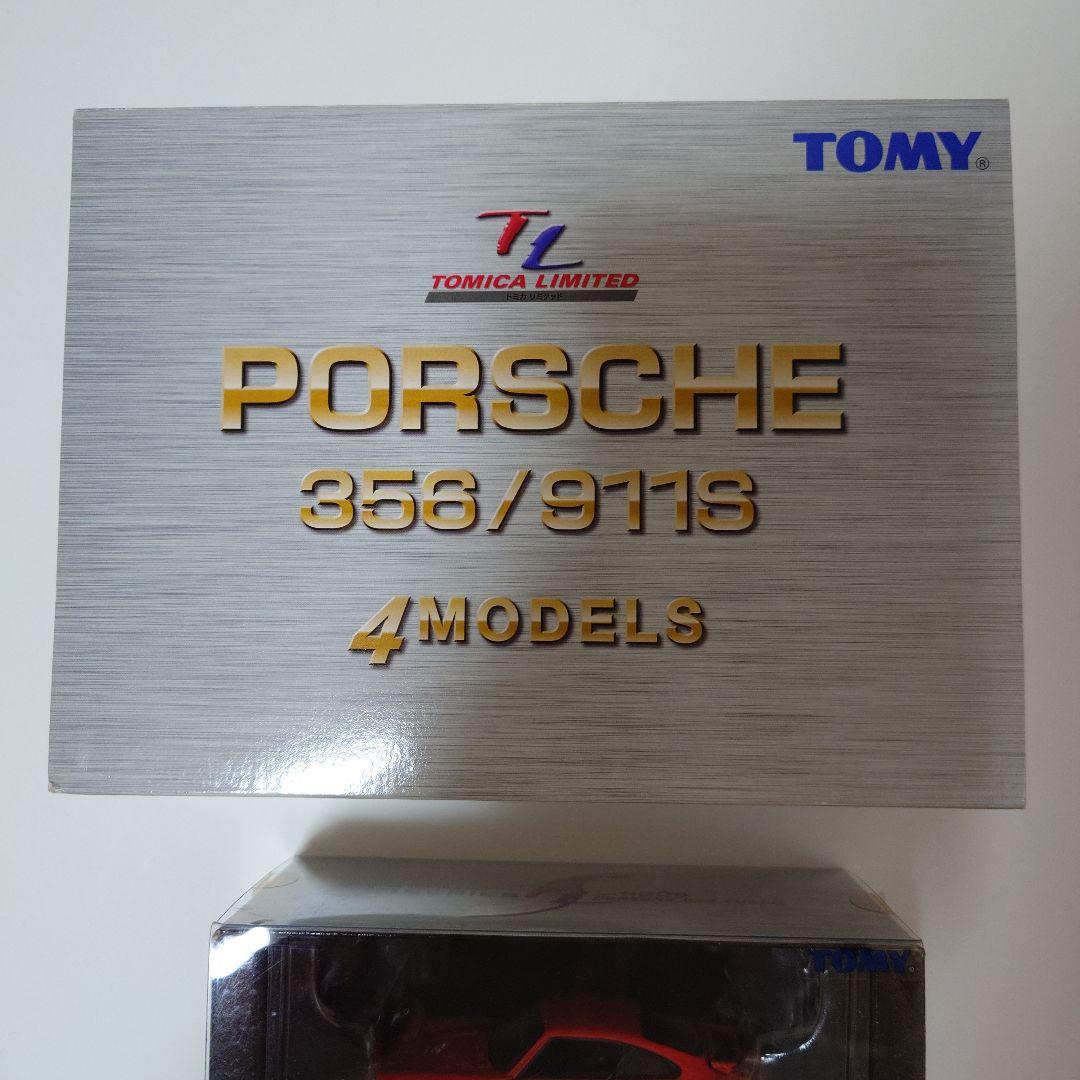 TOMY®
TL
TOMICA LIMITED
トミカ リミテッド
PORSCHE
356/911S
4 MODELS
TOMY